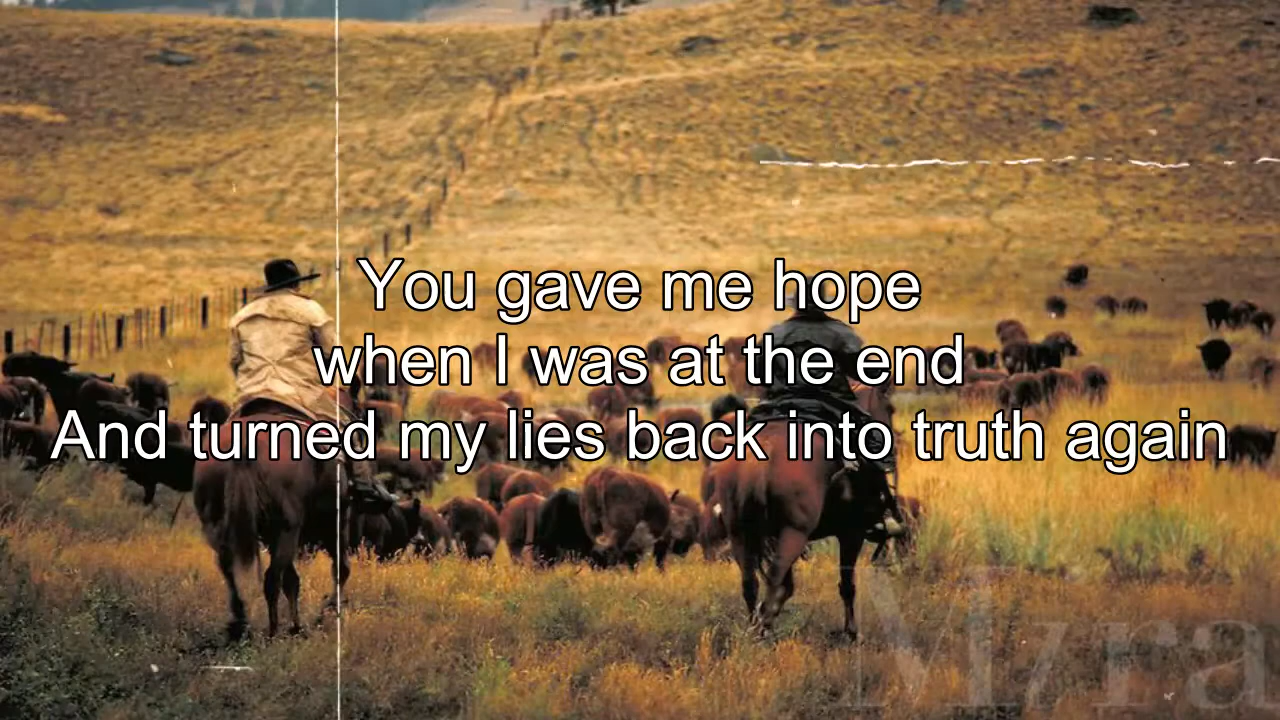 You gave me hope
when I was at the end
And turned my lies back into truth again